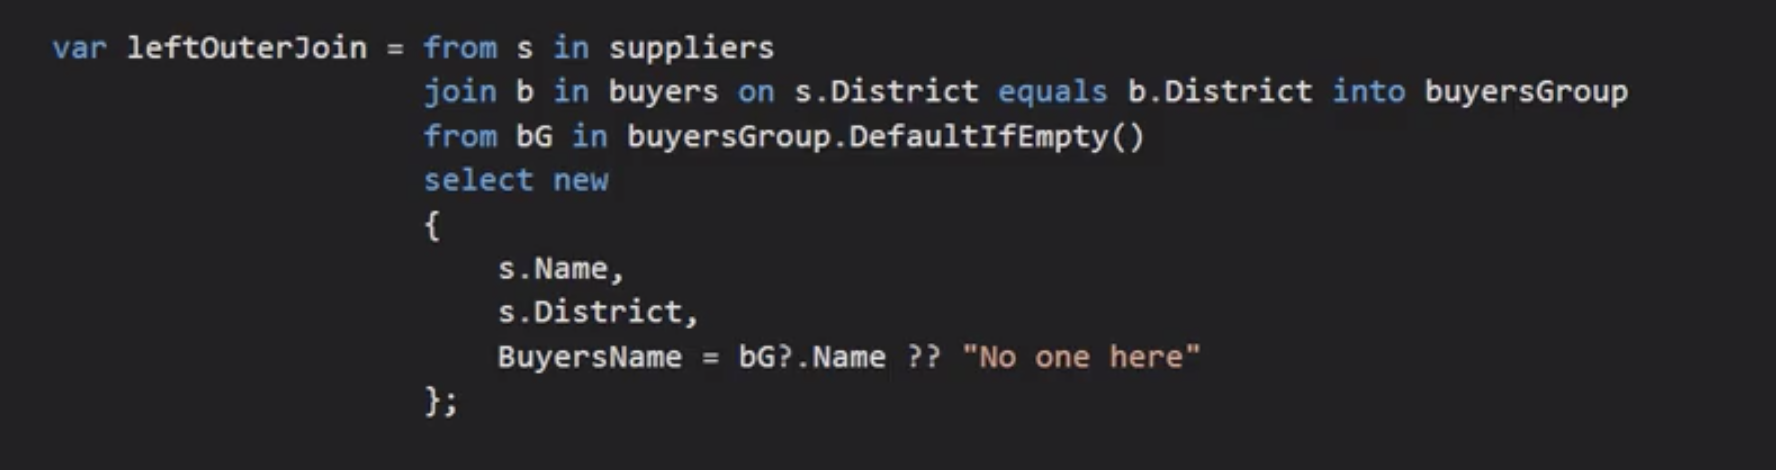 var leftOuterJoin = from s in suppliers
join b in buyers on s.District equals b.District into buyersGroup
from bG in buyersGroup.DefaultIfEmpty()
select new
{
s.Name,
s.District,
BuyersName = bG?.Name ?? "No one here"
};